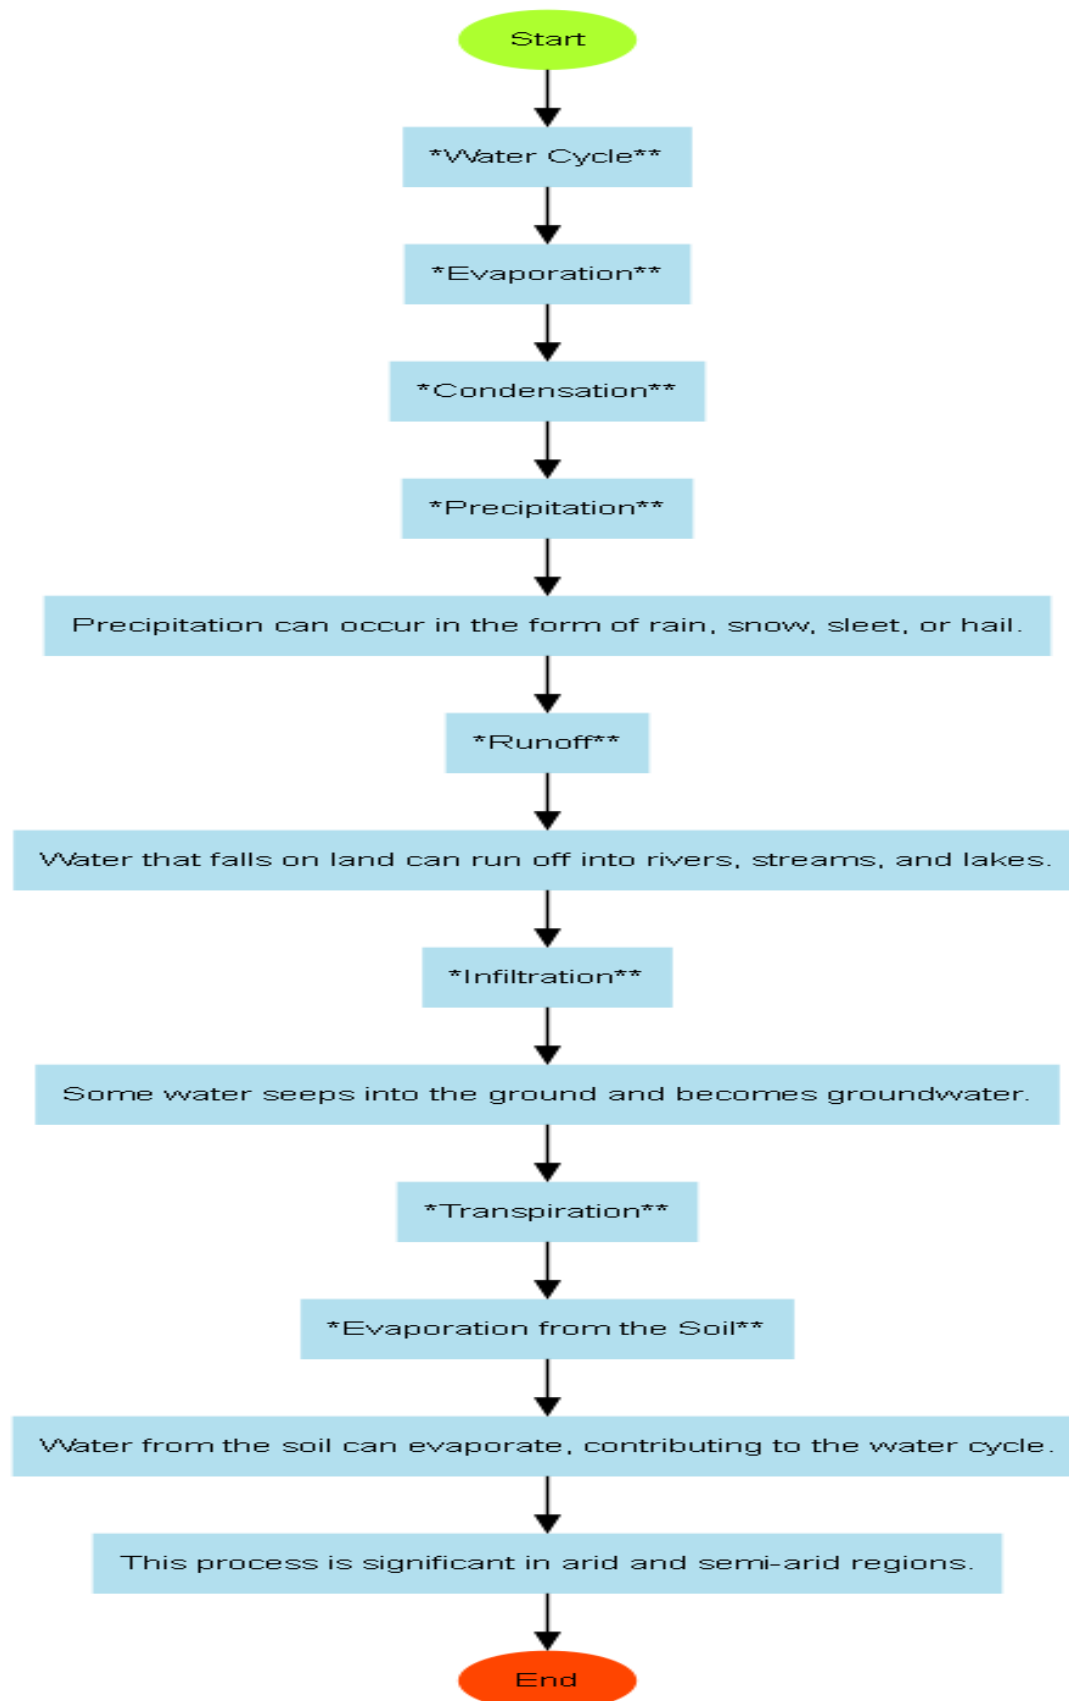 Start
*Water Cycle**
*Evaporation**
*Condensation**
*Precipitation**
Precipitation can occur in the form of rain, snow, sleet, or hail.
*Runoff**
Water that falls on land can run off into rivers, streams, and lakes.
*Infiltration**
Some water seeps into the ground and becomes groundwater.
*Transpiration**
*Evaporation from the Soil**
Water from the soil can evaporate, contributing to the water cycle.
This process is significant in arid and semi-arid regions.
End